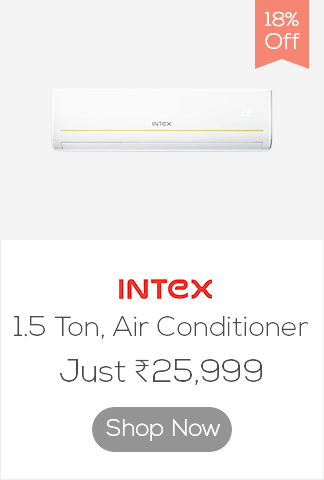 18%
Off
INTEX
INTEX
1.5 Ton, Air Conditioner
Just ₹25,999
Shop Now